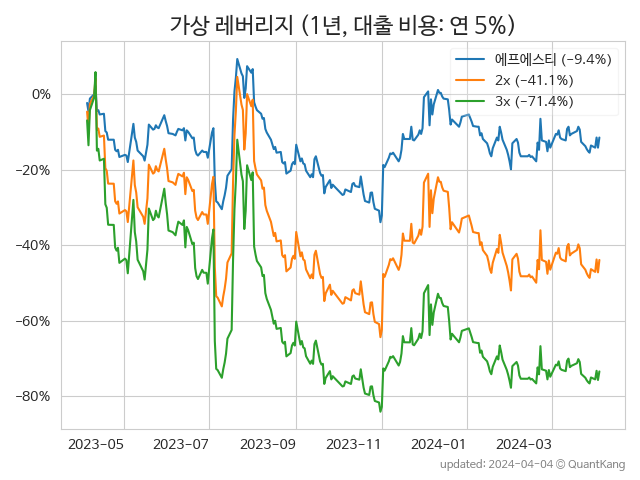 가상 레버리지 (1년, 대출 비용: 연 5%)
에프에스티 (−9.4%)
2x (−41.1%)
3x (−71.4%)
0%
−20%
−40%
−60%
−80%
2023-05 2023-07 2023-09 2023-11 2024-01 2024-03
updated: 2024-04-04 © QuantKang